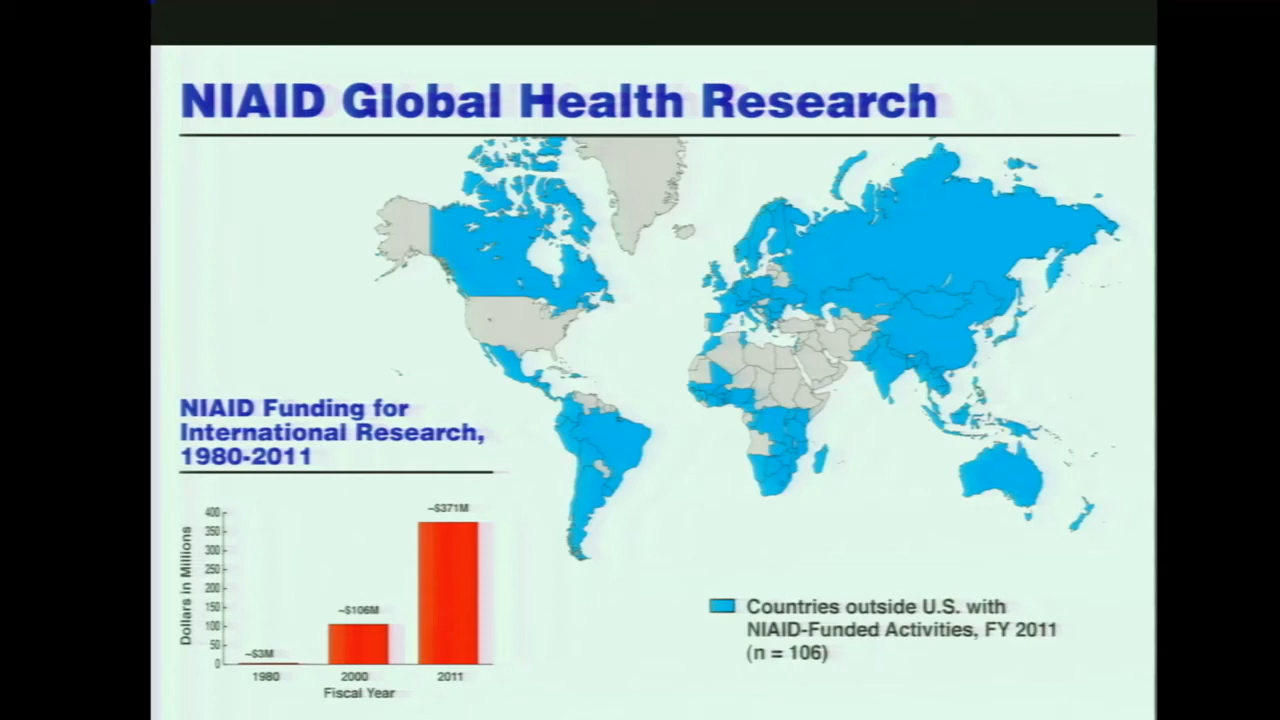 NIAID Global Health Research
NIAID Funding for
International Research,
1980-2011
Dollars in Millions
400
350
300
250
200
150
100
50
0
~$3M
~$106M
~$371M
1980
2000
2011
Fiscal Year
Countries outside U.S. with
NIAID-Funded Activities, FY 2011
(n = 106)